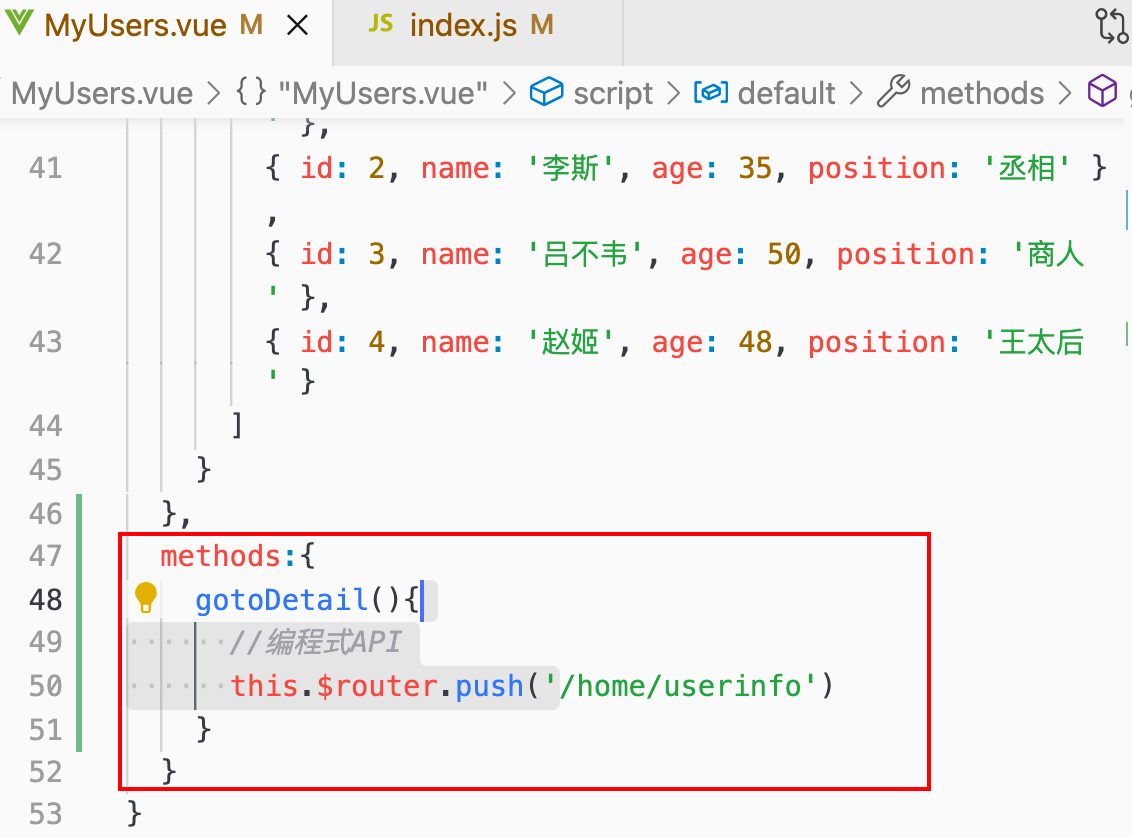 MyUsers.vue M
JS index.js M
MyUsers.vue > {} "MyUsers.vue" > script > default > methods >
' },
41 { id: 2, name: '李斯', age: 35, position: '丞相' }
,
42 { id: 3, name: '吕不韦', age: 50, position: '商人
' },
43 { id: 4, name: '赵姬', age: 48, position: '王太后
' }
44 ]
45 }
46 },
47 methods:{
48 gotoDetail(){
49 //编程式API
50 this.$router.push('/home/userinfo')
51 }
52 }
53 }